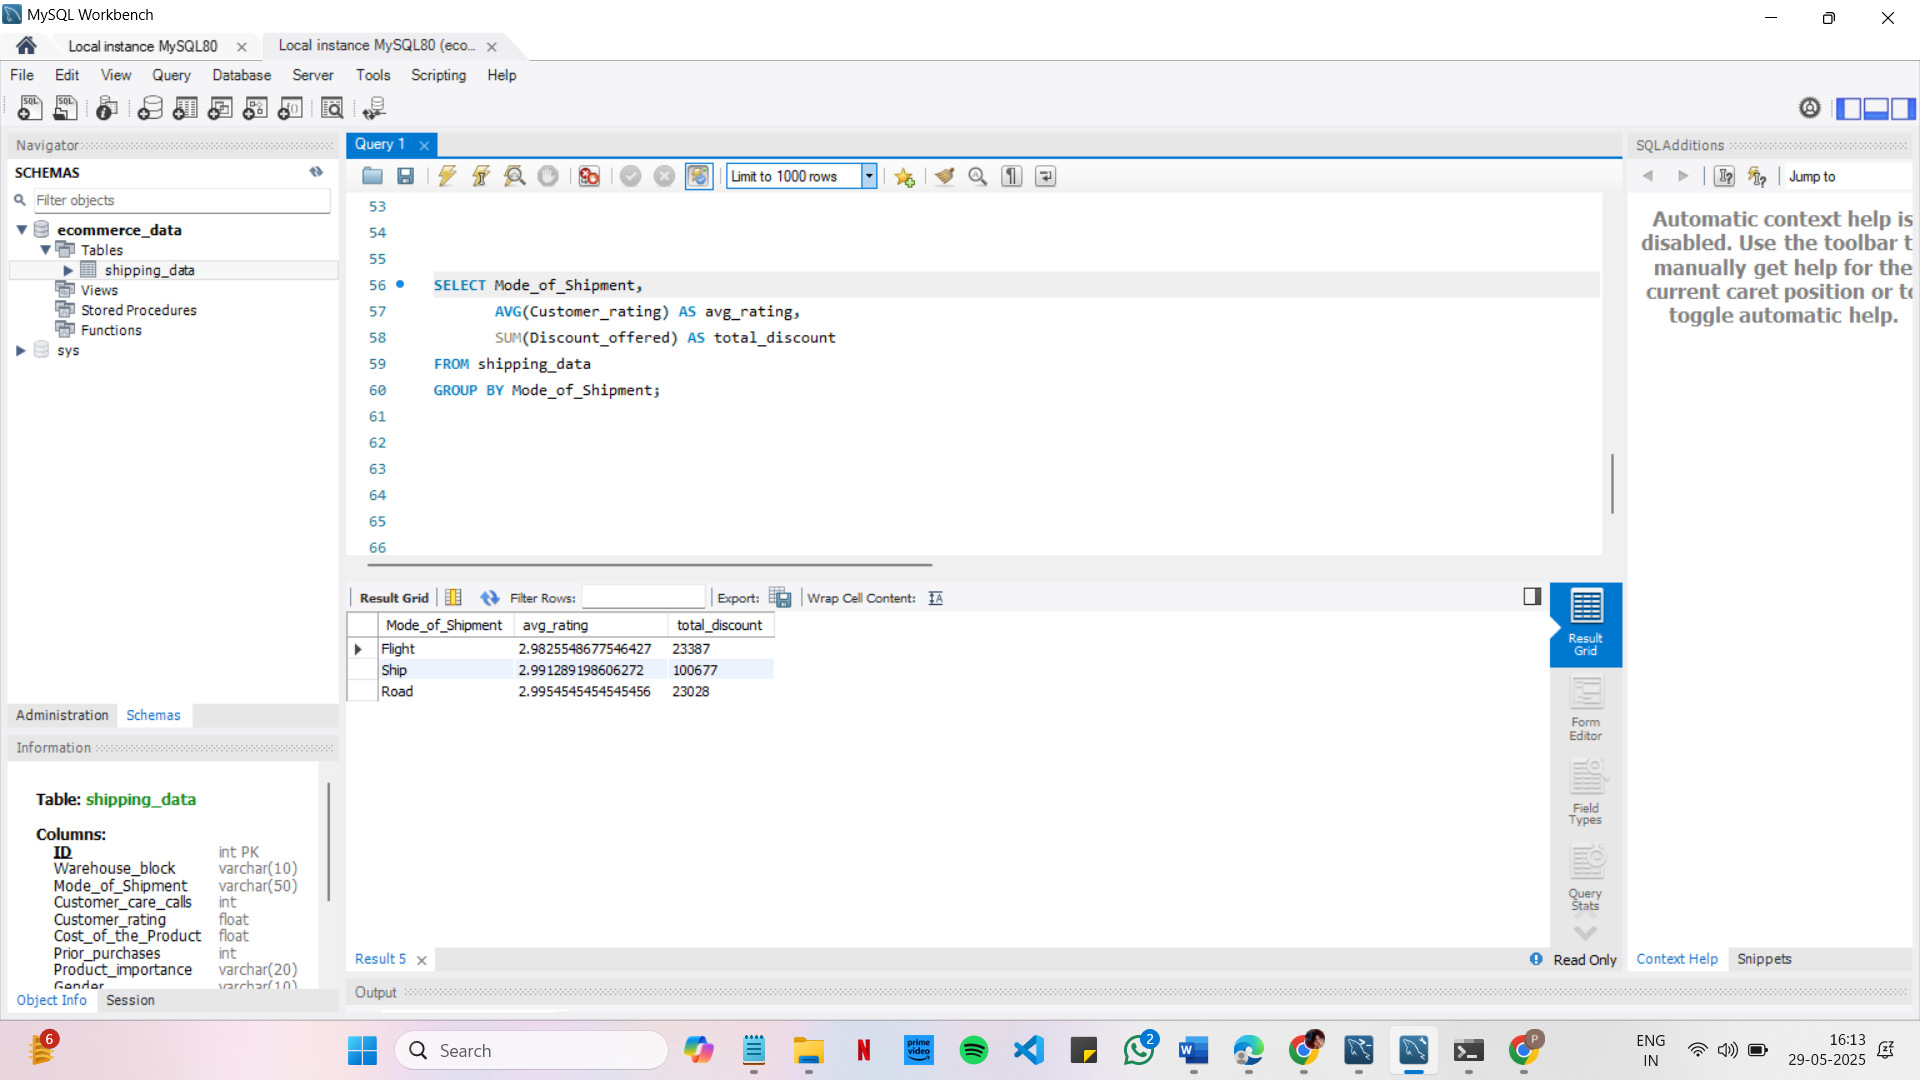 MySQL Workbench
Local instance MySQL80
Local instance MySQL80 (eco...
File Edit View Query Database Server Tools Scripting Help
Navigator
SCHEMAS
Filter objects
ecommerce_data
Tables
shipping_data
Views
Stored Procedures
Functions
sys
Administration Schemas
Information
Table: shipping_data
Columns:
ID int PK
Warehouse_block varchar(10)
Mode_of_Shipment varchar(50)
Customer_care_calls int
Customer_rating float
Cost_of_the_Product float
Prior_purchases int
Product_importance varchar(20)
Gender varchar(10)
Object Info Session
Query 1
Limit to 1000 rows
53
54
55
56 SELECT Mode_of_Shipment,
57 AVG(Customer_rating) AS avg_rating,
58 SUM(Discount_offered) AS total_discount
59 FROM shipping_data
60 GROUP BY Mode_of_Shipment;
61
62
63
64
65
66
Result Grid Filter Rows: Export: Wrap Cell Content:
Mode_of_Shipment avg_rating total_discount
Flight 2.9825548677546427 23387
Ship 2.991289198606272 100677
Road 2.9954545454545456 23028
Result
Grid
Form
Editor
Field
Types
Query
Stats
Result 5
Read Only
Output
SQLAdditions
Jump to
Automatic context help is
disabled. Use the toolbar t
manually get help for the
current caret position or to
toggle automatic help.
Context Help Snippets
6
Search
prime
video
2
P
ENG
IN
16:13
29-05-2025